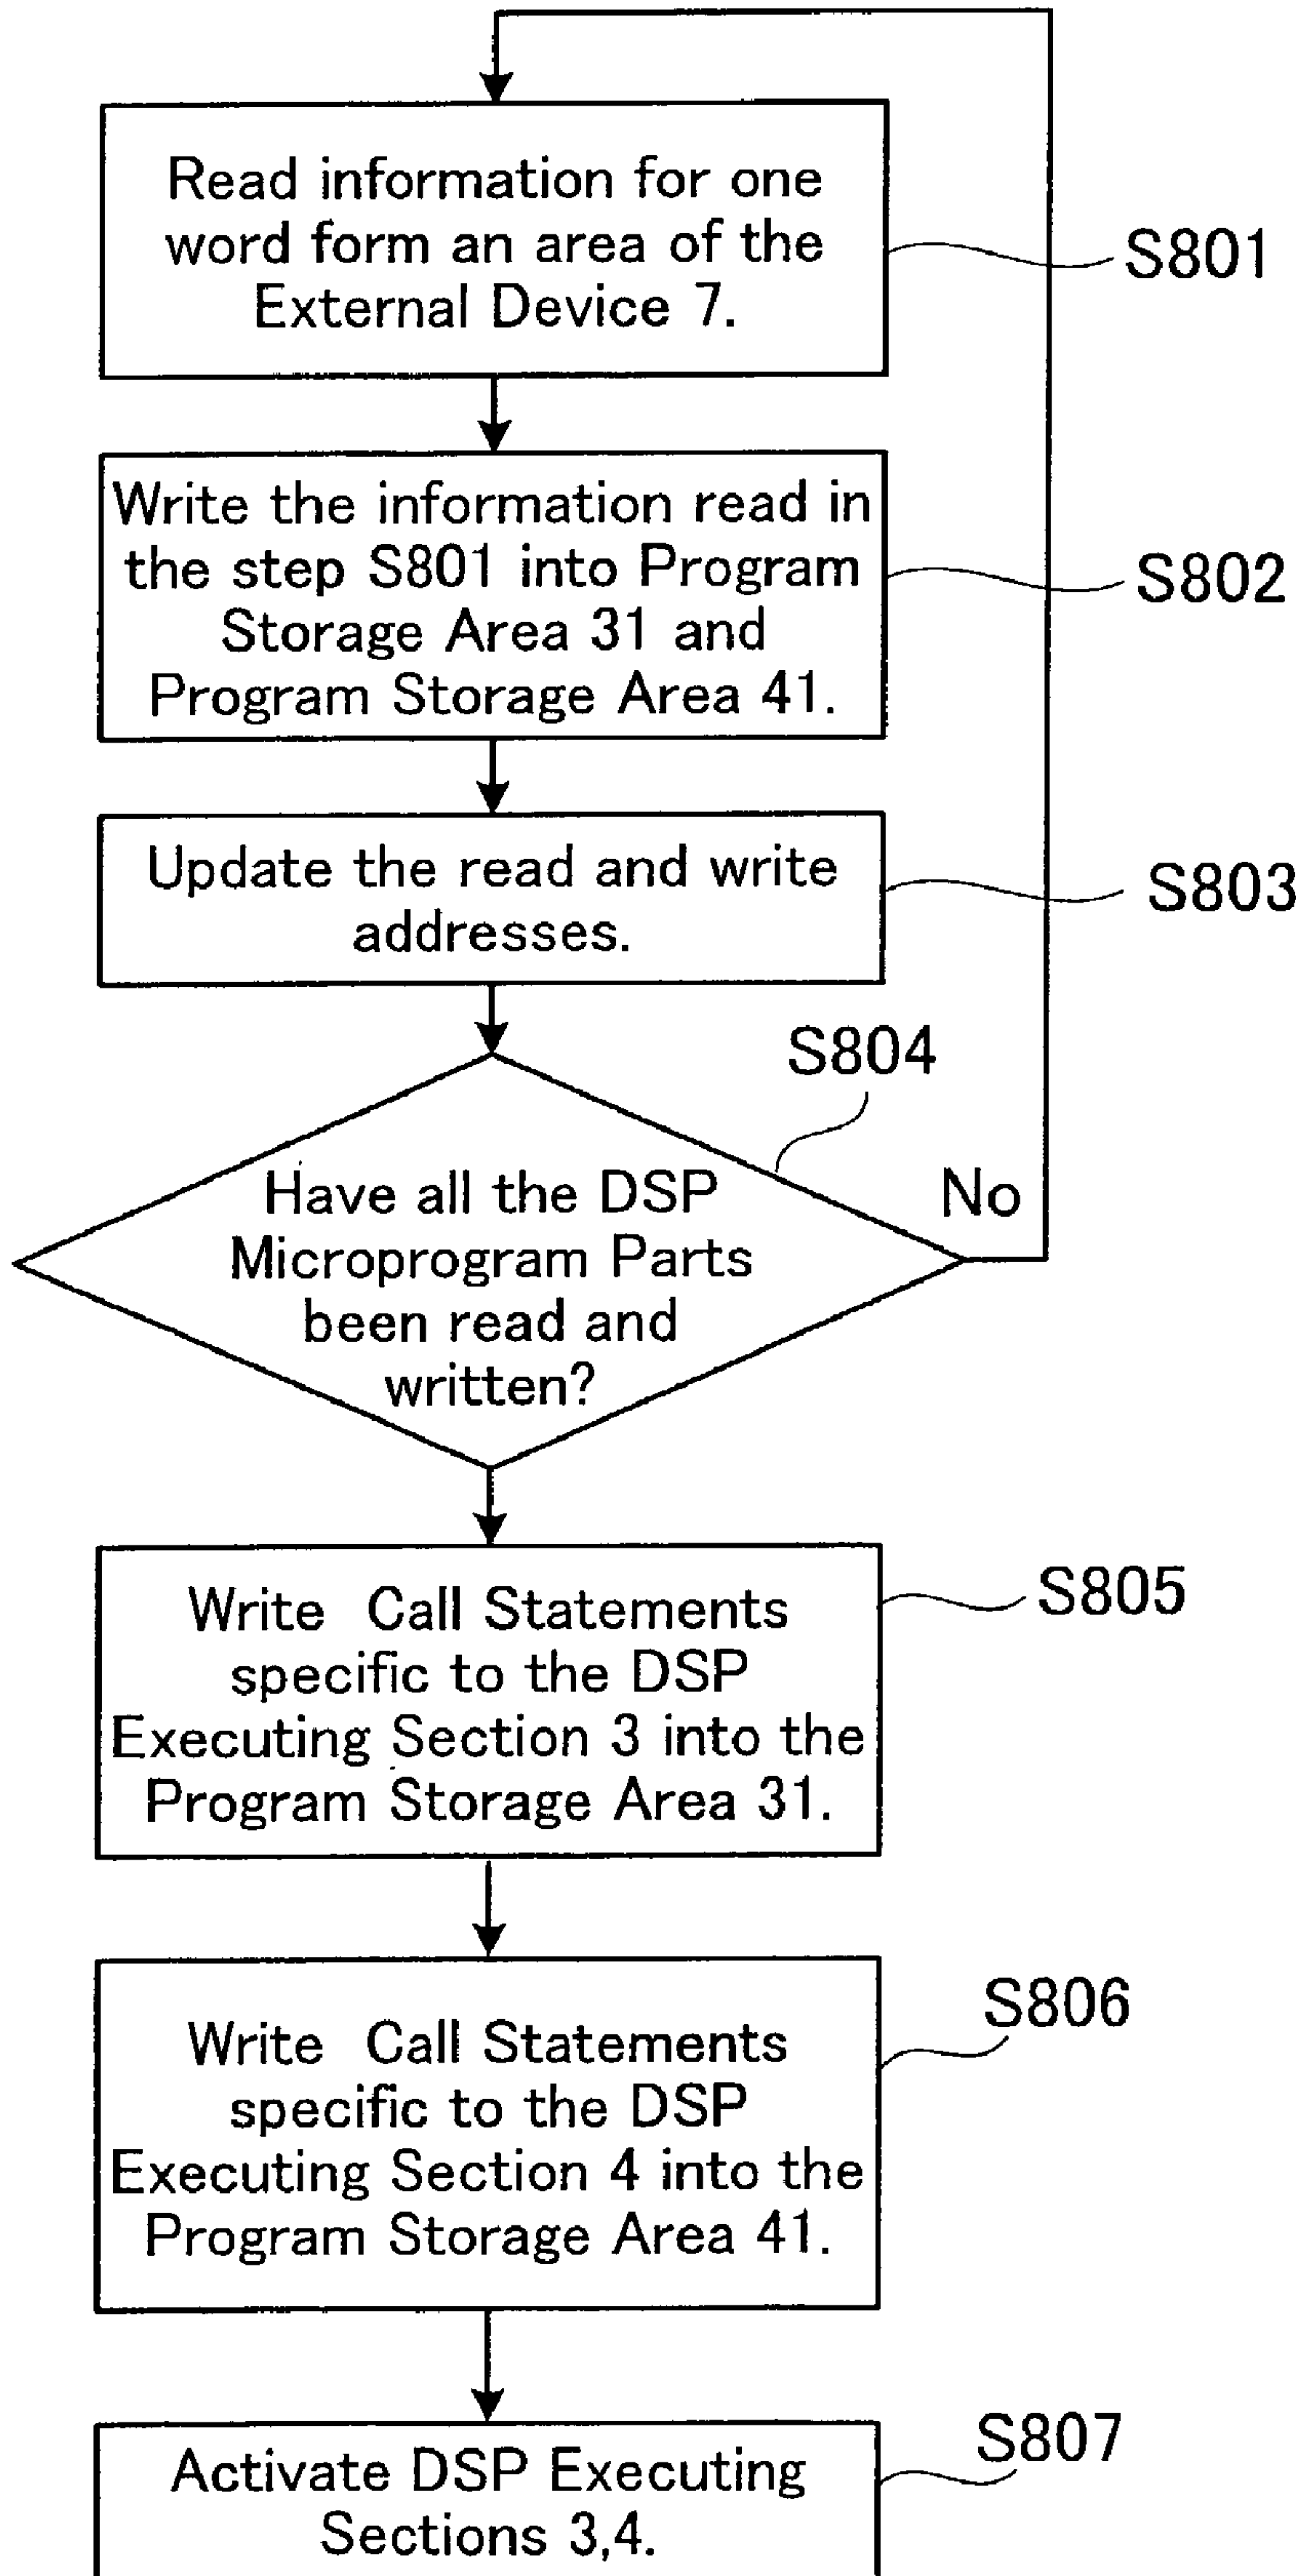 Read information for one
word form an area of the
External Device 7.
S801
Write the information read in
the step S801 into Program
Storage Area 31 and
Program Storage Area 41.
S802
Update the read and write
addresses.
S803
S804
Have all the DSP
Microprogram Parts
been read and
written?
No
Write Call Statements
specific to the DSP
Executing Section 3 into the
Program Storage Area 31.
S805
Write Call Statements
specific to the DSP
Executing Section 4 into the
Program Storage Area 41.
S806
Activate DSP Executing
Sections 3,4.
S807